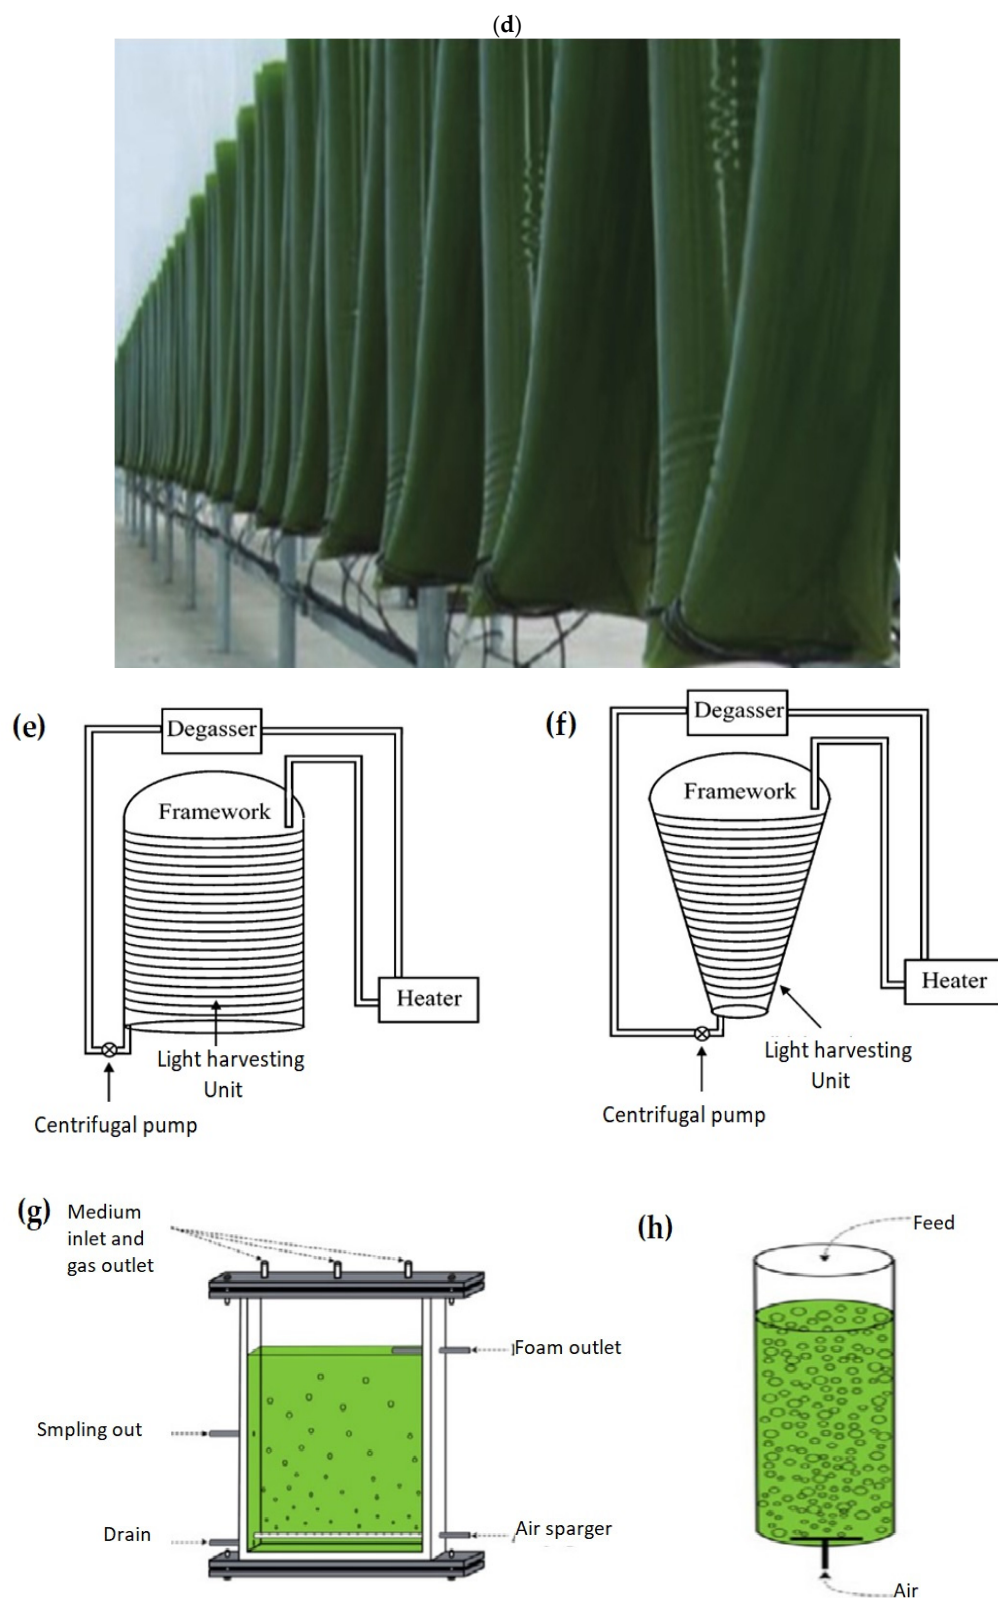 (d)
(e)
Degasser
Framework
Heater
Light harvesting
Unit
Centrifugal pump
(f)
Degasser
Framework
Heater
Light harvesting
Unit
Centrifugal pump
(g)
Medium
inlet and
gas outlet
Foam outlet
Smpling out
Drain
Air sparger
(h)
Feed
Air